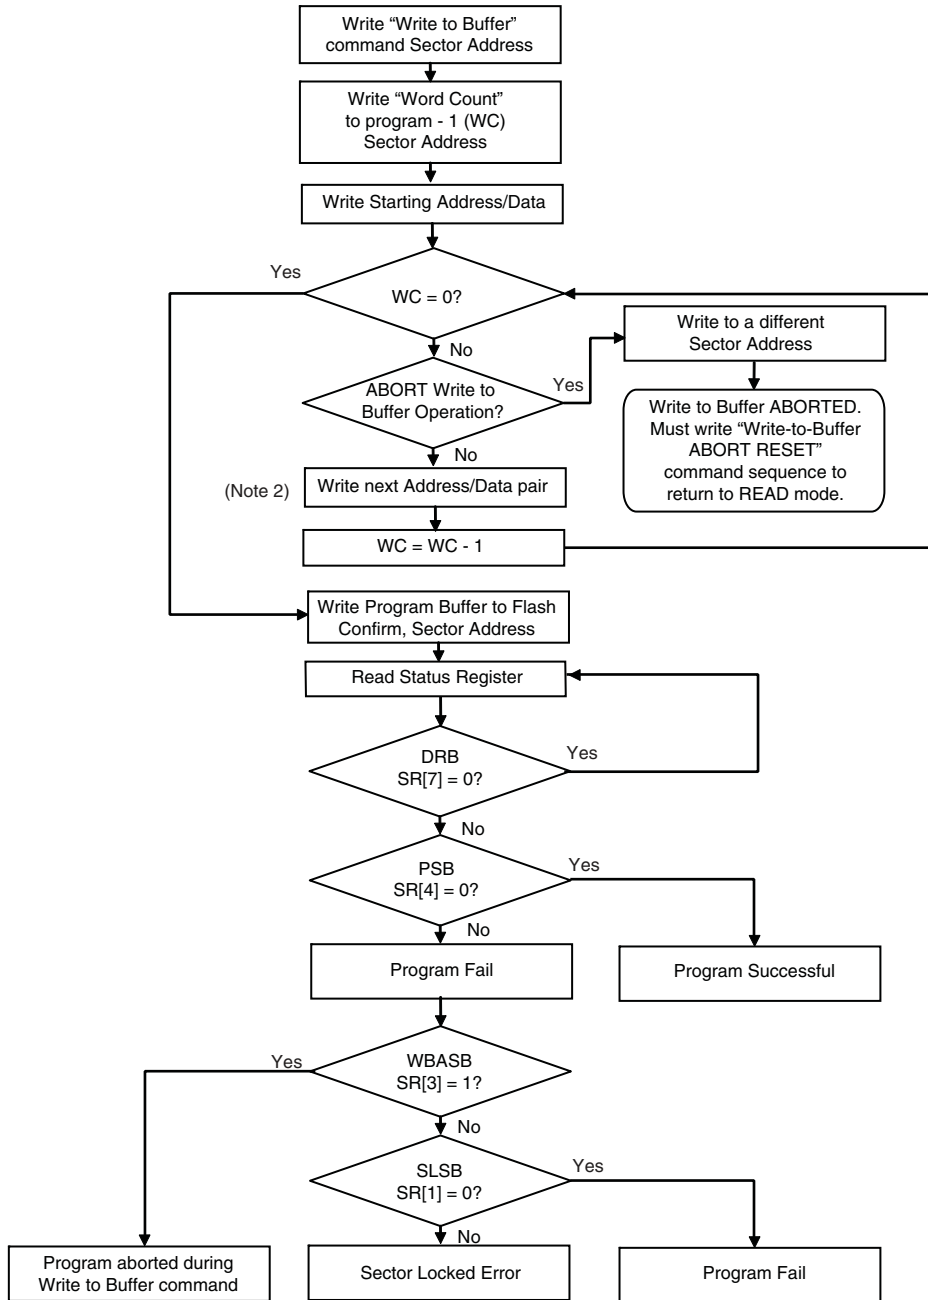 Write “Write to Buffer”
command Sector Address
Write “Word Count”
to program - 1 (WC)
Sector Address
Write Starting Address/Data
Yes
WC = 0?
No
Write to a different
Sector Address
ABORT Write to
Buffer Operation?
Yes
Write to Buffer ABORTED.
Must write “Write-to-Buffer
ABORT RESET”
command sequence to
return to READ mode.
No
(Note 2)
Write next Address/Data pair
WC = WC - 1
Write Program Buffer to Flash
Confirm, Sector Address
Read Status Register
DRB
SR[7] = 0?
Yes
No
PSB
SR[4] = 0?
Yes
No
Program Fail
Program Successful
Yes
WBASB
SR[3] = 1?
No
SLSB
SR[1] = 0?
Yes
No
Program aborted during
Write to Buffer command
Sector Locked Error
Program Fail